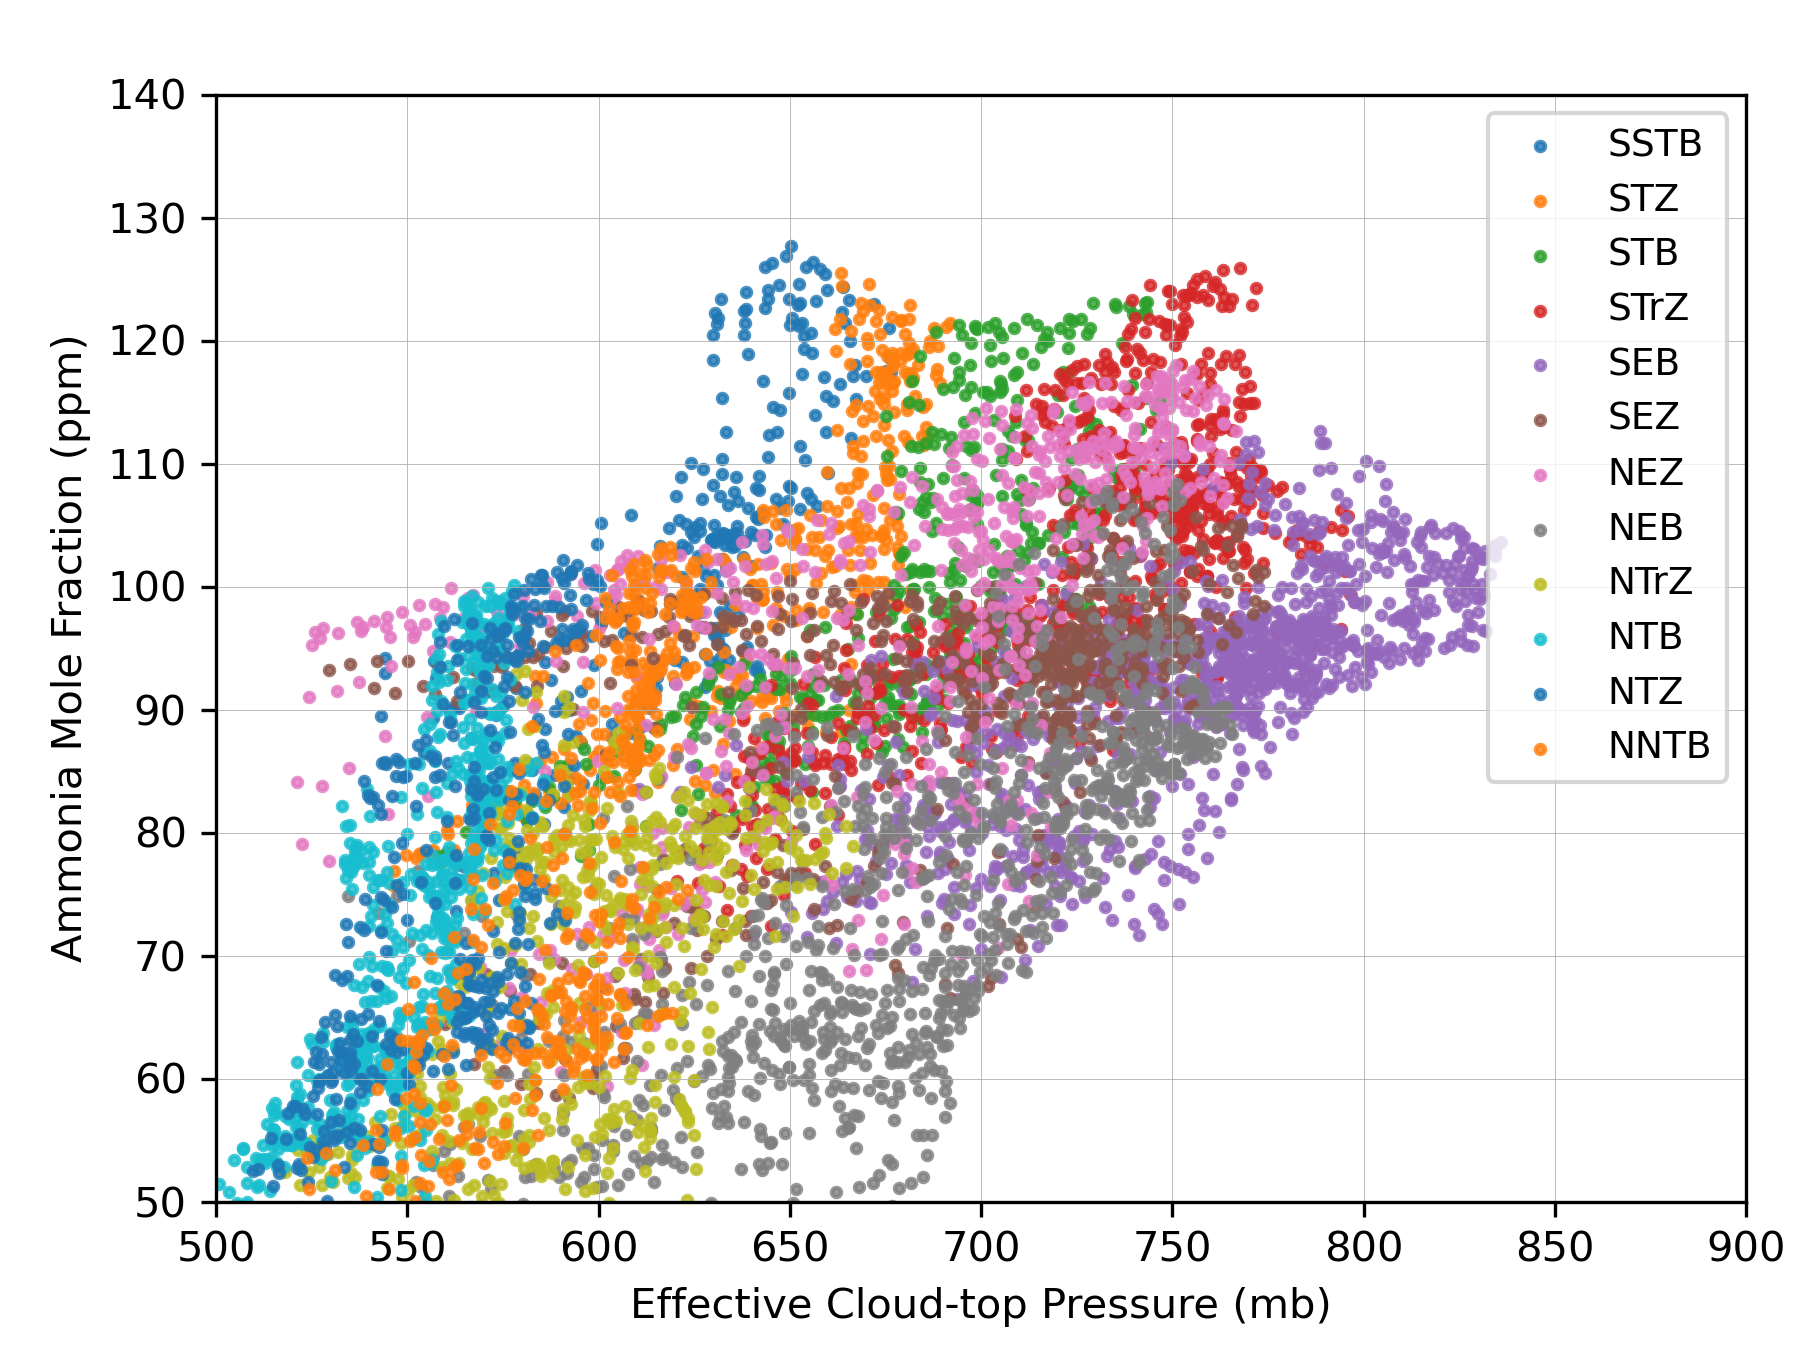 140
130
120
110
100
90
80
70
60
50
Ammonia Mole Fraction (ppm)
SSTB
STZ
STB
STrZ
SEB
SEZ
NEZ
NEB
NTrZ
NTB
NTZ
NNTB
500 550 600 650 700 750 800 850 900
Effective Cloud-top Pressure (mb)